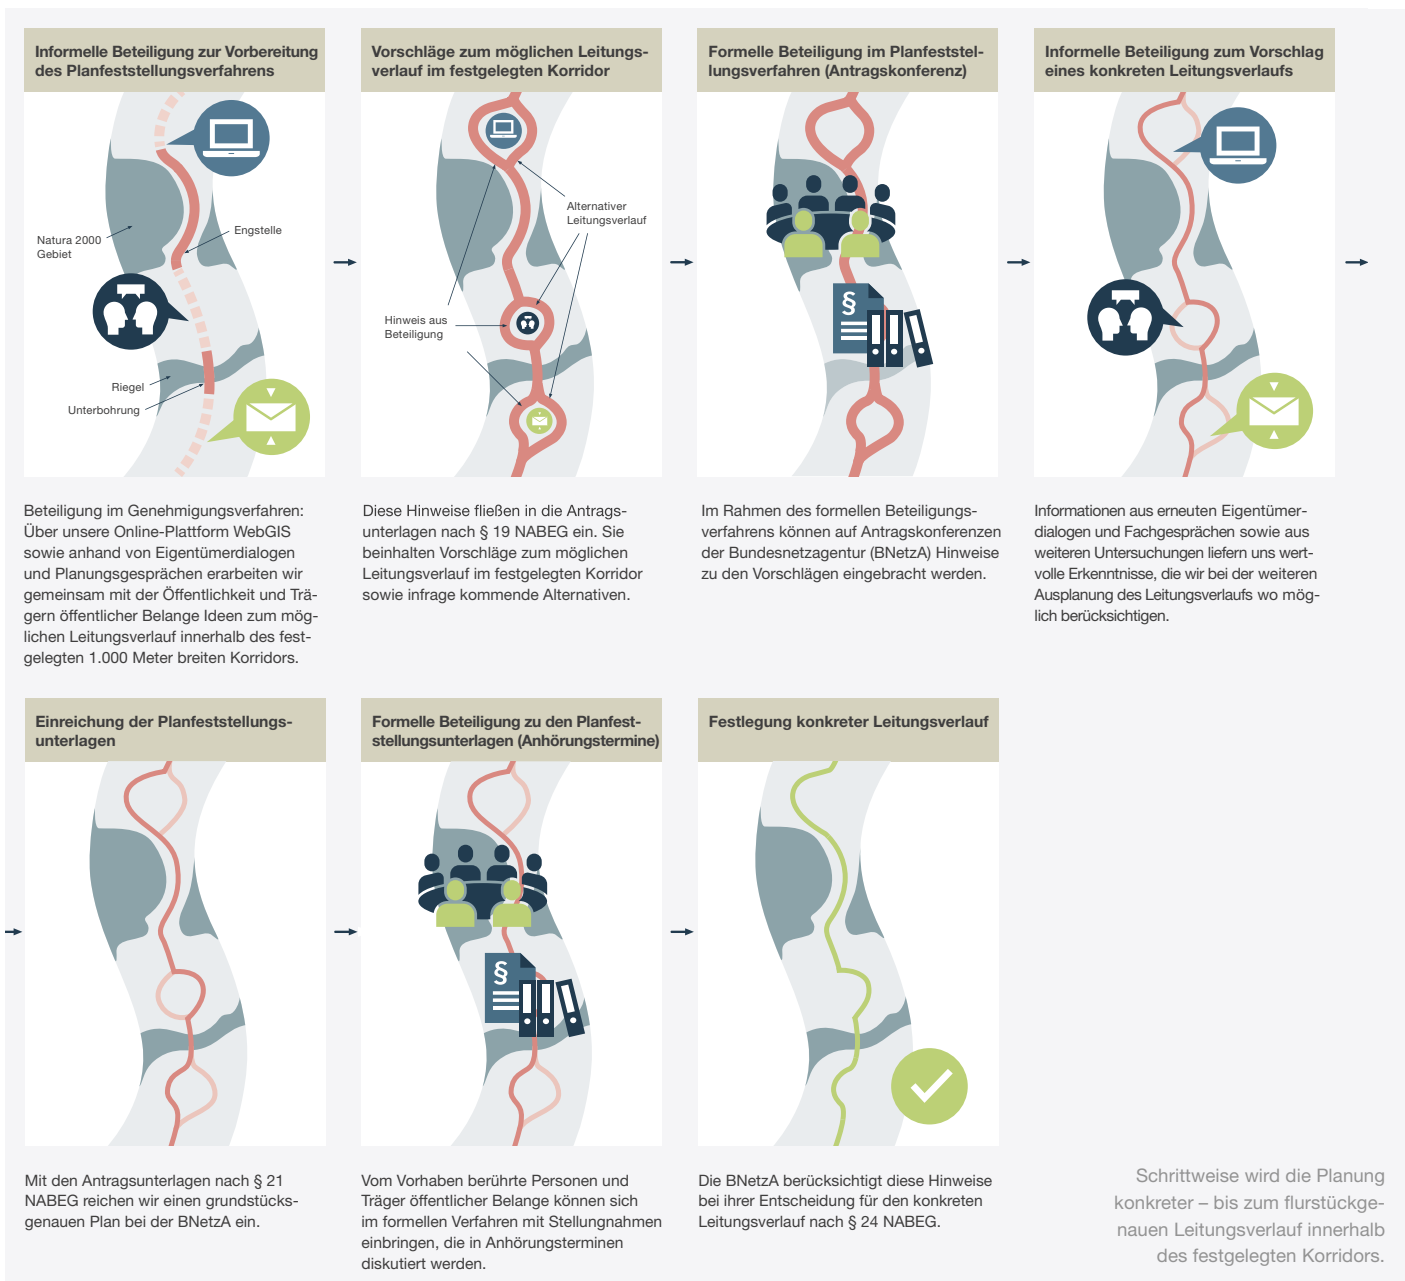 Informelle Beteiligung zur Vorbereitung
des Planfeststellungsverfahrens
Natura 2000
Gebiet
Engstelle
Riegel
Unterbohrung
Beteiligung im Genehmigungsverfahren:
Über unsere Online-Plattform WebGIS
sowie anhand von Eigentümerdialogen
und Planungsgesprächen erarbeiten wir
gemeinsam mit der Öffentlichkeit und Trä-
gern öffentlicher Belange Ideen zum mög-
lichen Leitungsverlauf innerhalb des fest-
gelegten 1.000 Meter breiten Korridors.
Vorschläge zum möglichen Leitungs-
verlauf im festgelegten Korridor
Alternativer
Leitungsverlauf
Hinweis aus
Beteiligung
Diese Hinweise fließen in die Antrags-
unterlagen nach § 19 NABEG ein. Sie
beinhalten Vorschläge zum möglichen
Leitungsverlauf im festgelegten Korridor
sowie infrage kommende Alternativen.
Formelle Beteiligung im Planfeststel-
lungsverfahren (Antragskonferenz)
§
Im Rahmen des formellen Beteiligungs-
verfahrens können auf Antragskonferenzen
der Bundesnetzagentur (BNetzA) Hinweise
zu den Vorschlägen eingebracht werden.
Informelle Beteiligung zum Vorschlag
eines konkreten Leitungsverlaufs
Informationen aus erneuten Eigentümer-
dialogen und Fachgesprächen sowie aus
weiteren Untersuchungen liefern uns wert-
volle Erkenntnisse, die wir bei der weiteren
Ausplanung des Leitungsverlaufs wo mög-
lich berücksichtigen.
Einreichung der Planfeststellungs-
unterlagen
Mit den Antragsunterlagen nach § 21
NABEG reichen wir einen grundstücks-
genauen Plan bei der BNetzA ein.
Formelle Beteiligung zu den Planfest-
stellungsunterlagen (Anhörungstermine)
§
Vom Vorhaben berührte Personen und
Träger öffentlicher Belange können sich
im formellen Verfahren mit Stellungnahmen
einbringen, die in Anhörungsterminen
diskutiert werden.
Festlegung konkreter Leitungsverlauf
Die BNetzA berücksichtigt diese Hinweise
bei ihrer Entscheidung für den konkreten
Leitungsverlauf nach § 24 NABEG.
Schrittweise wird die Planung
konkreter – bis zum flurstückge-
nauen Leitungsverlauf innerhalb
des festgelegten Korridors.